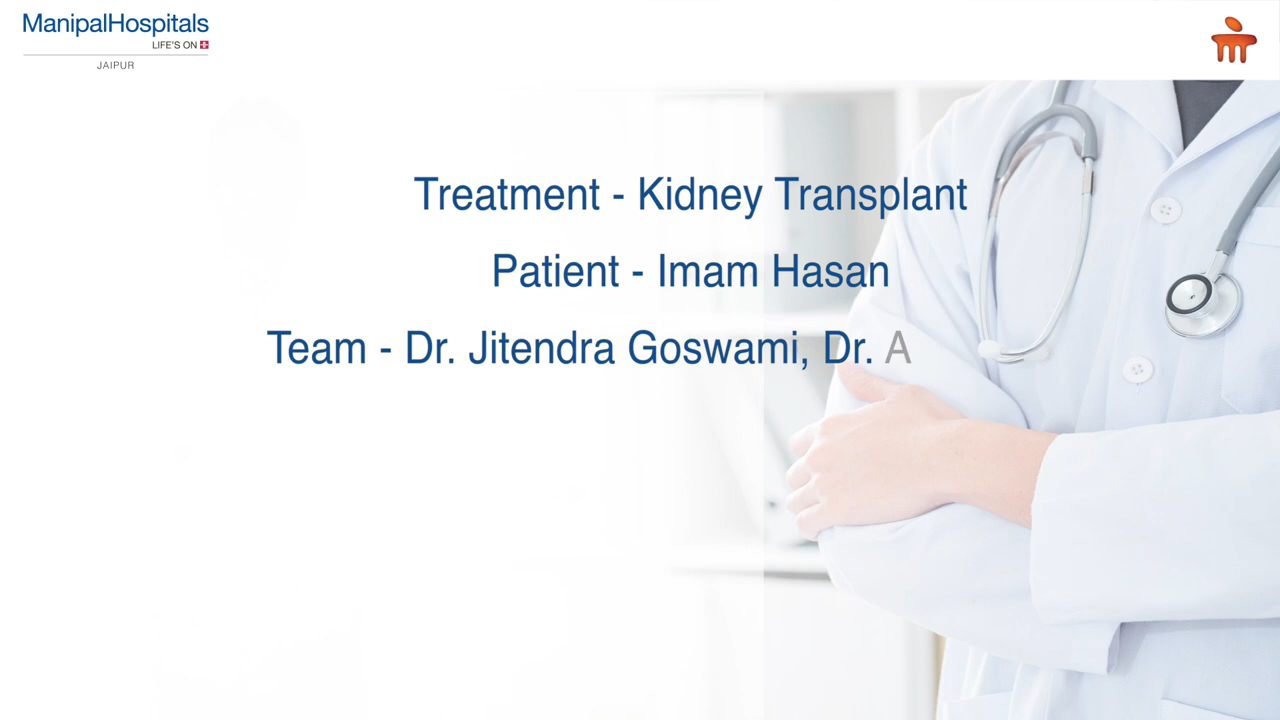 ManipalHospitals
LIFE'S ON
JAIPUR
Treatment - Kidney Transplant
Patient - Imam Hasan
Team - Dr. Jitendra Goswami, Dr. A